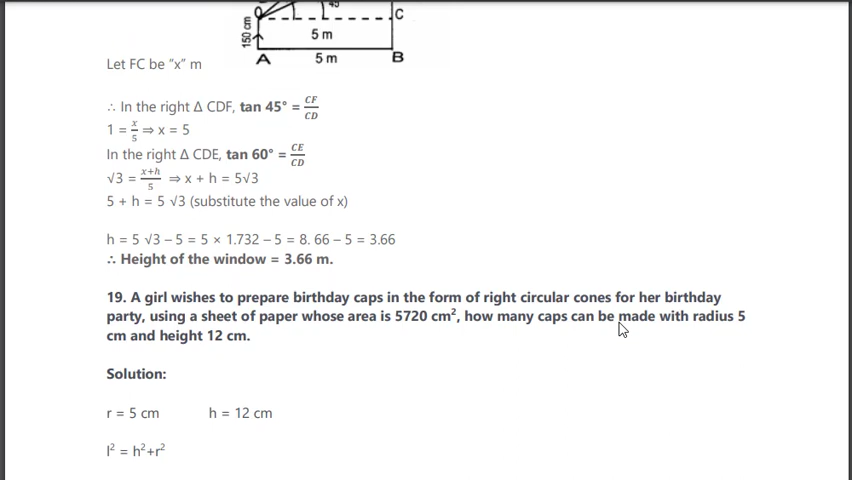 45
C
150 cm
5 m
A
5 m
B
Let FC be “x” m
∴ In the right Δ CDF, tan 45° = CF/CD
1 = x/5 ⇒ x = 5
In the right Δ CDE, tan 60° = CE/CD
√3 = x+h/5 ⇒ x + h = 5√3
5 + h = 5 √3 (substitute the value of x)
h = 5 √3 – 5 = 5 × 1.732 – 5 = 8. 66 – 5 = 3.66
∴ Height of the window = 3.66 m.
19. A girl wishes to prepare birthday caps in the form of right circular cones for her birthday
party, using a sheet of paper whose area is 5720 cm², how many caps can be made with radius 5
cm and height 12 cm.
Solution:
r = 5 cm h = 12 cm
l² = h²+r²